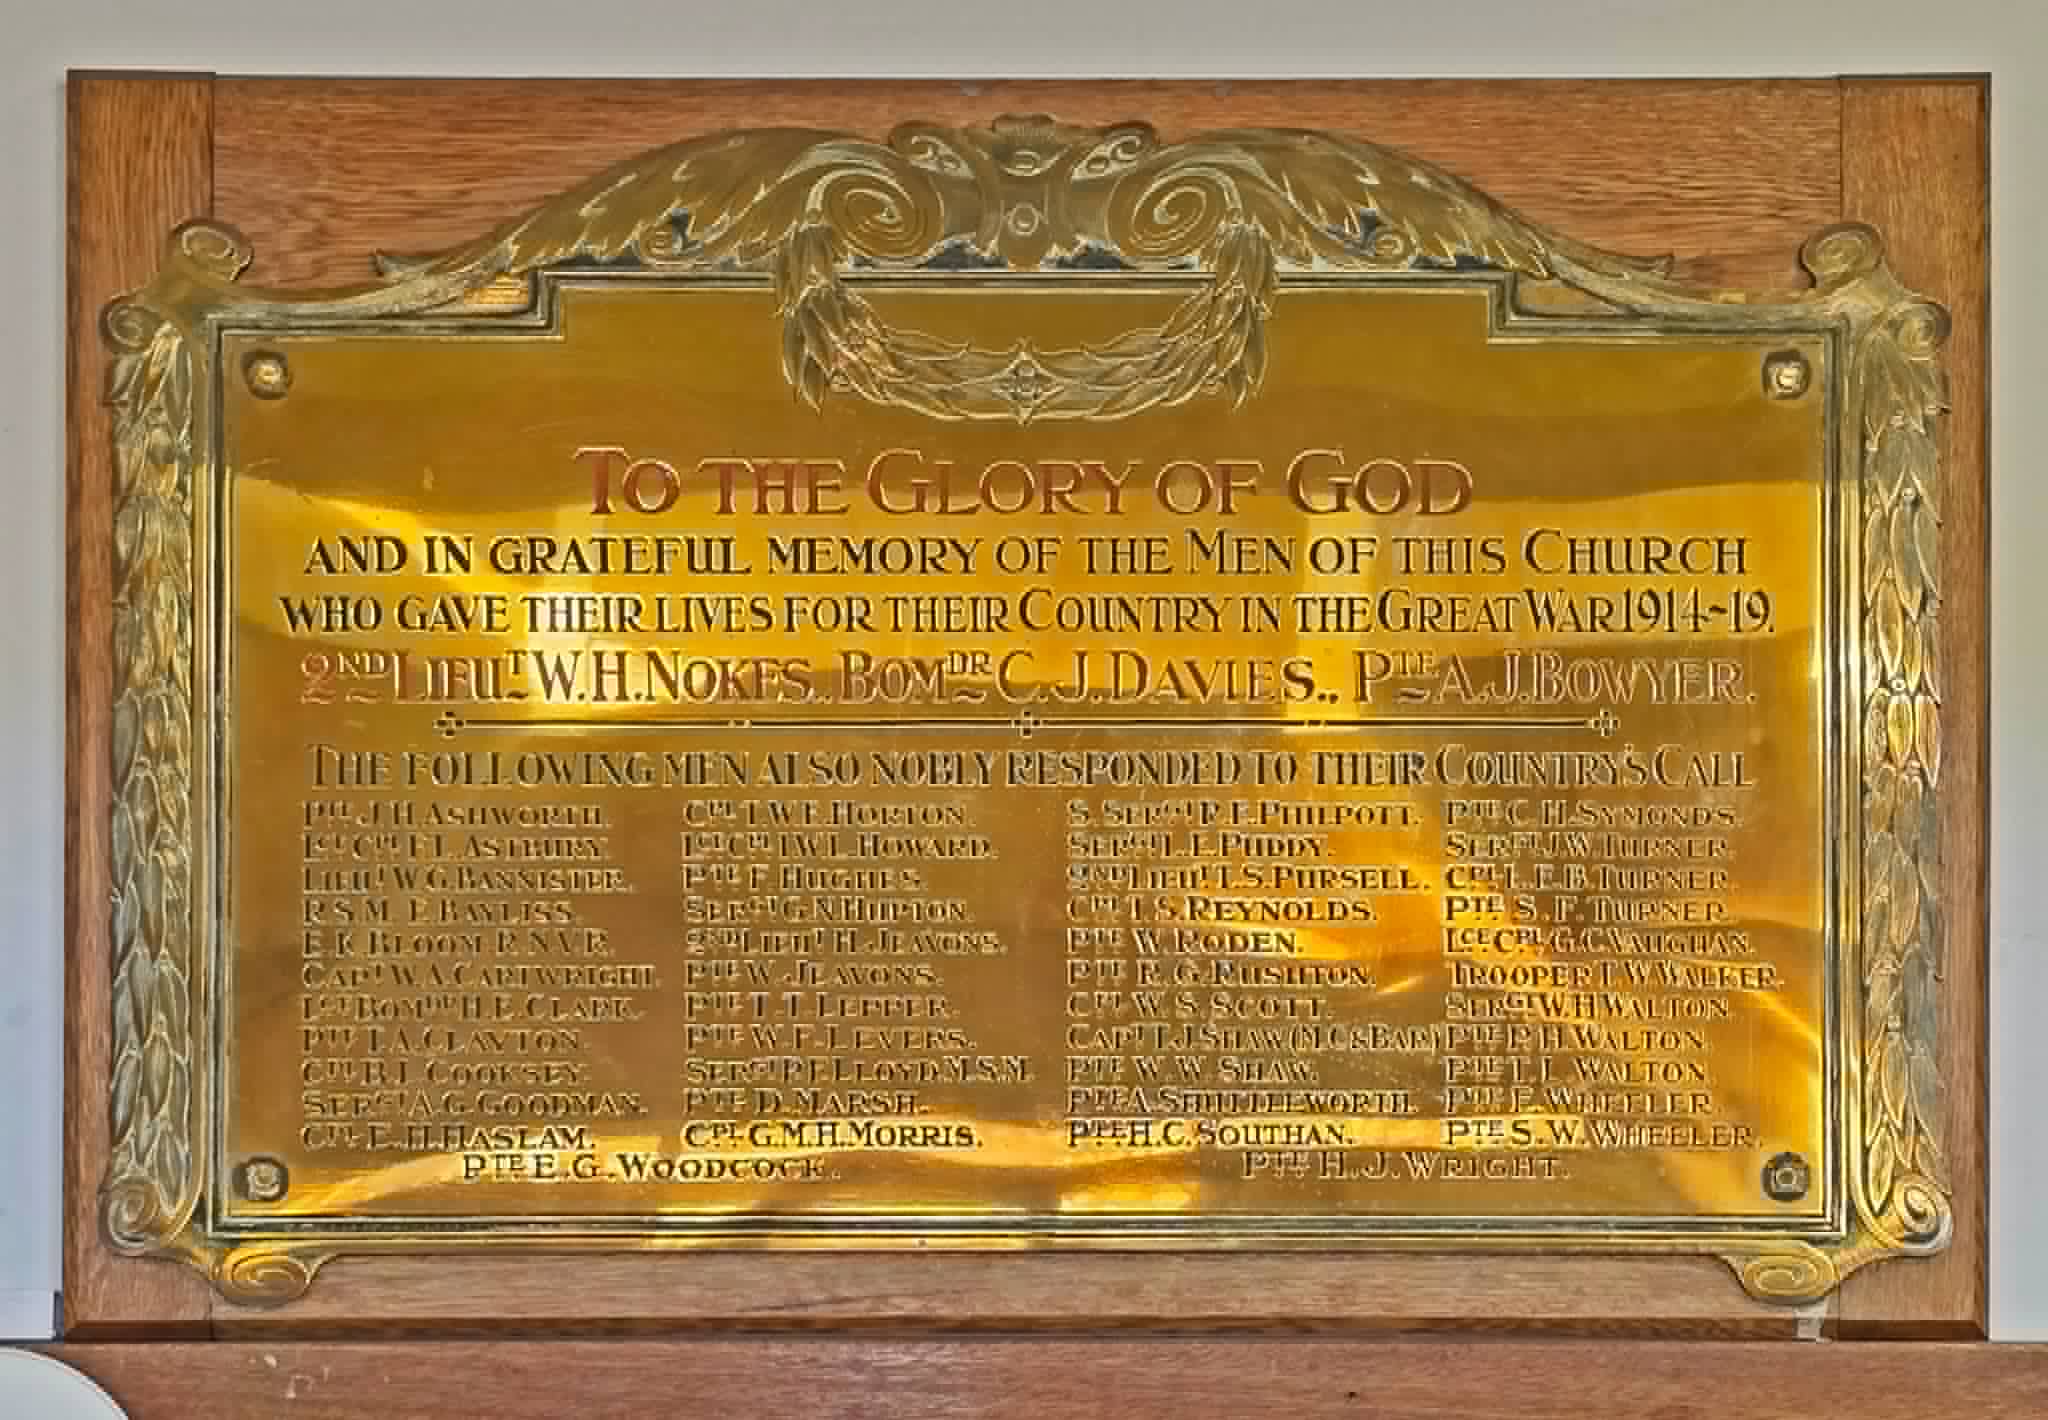 TO THE GLORY OF GOD
AND IN GRATEFUL MEMORY OF THE MEN OF THIS CHURCH
WHO GAVE THEIR LIVES FOR THEIR COUNTRY IN THE GREAT WAR 1914~19.
2ND LIEUT W.H. NOKES., BOMDR C.J. DAVIES., PTE A.J. BOWYER.
THE FOLLOWING MEN ALSO NOBLY RESPONDED TO THEIR COUNTRY'S CALL
PTE J.H. ASHWORTH.
LCE CPL F.L. ASTBURY.
LIEUT W.G. BANNISTER.
R.S.M. E. BAYLISS.
E.K. BLOOM R.N.V.R.
CAPT W.A. CARTWRIGHT.
LCE BOMDR H.E. CLARK.
PTE T.A. CLAYTON.
CPL B.L. COOKSEY.
SERGT A.G. GOODMAN.
CPL E.H. HASLAM.
CPL T.W.E. HORTON.
LCE CPL I.W.L. HOWARD.
PTE F. HUGHES.
SERGT G.N. HUPTON.
2ND LIEUT H. JEAVONS.
PTE W. JEAVONS.
PTE T.T. LEPPER.
PTE W.F. LEVERS.
SERGT P.F. LLOYD. M.S.M.
PTE D. MARSH.
CPL G.M.H. MORRIS.
S. SERGT P.E. PHILPOTT.
SERGT L.E. PUDDY.
2ND LIEUT T.S. PURSELL.
CPL T.S. REYNOLDS.
PTE W. RODEN.
PTE R.G. RUSHTON.
CPL W.S. SCOTT.
CAPT T.J. SHAW (M.C. & BAR)
PTE W.W. SHAW.
PTE A. SHUTTLEWORTH.
PTE H.C. SOUTHAN.
PTE C.H. SYMONDS.
SERGT J.W. TURNER.
CPL L.E.B. TURNER.
PTE S.F. TURNER.
LCE CPL G.C. VAUGHAN.
TROOPER T.W. WALKER.
SERGT W.H. WALTON.
PTE P.H. WALTON.
PTE T.L. WALTON.
PTE F. WHEELER.
PTE S.W. WHEELER.
PTE E.G. WOODCOCK.
PTE H.J. WRIGHT.